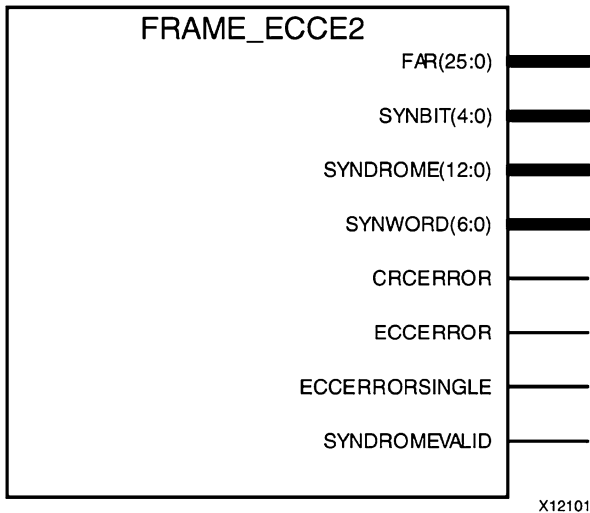 FRAME_ECCE2
FAR(25:0)
SYNBIT(4:0)
SYNDROME(12:0)
SYNWORD(6:0)
CRCERROR
ECCERROR
ECCERRORSINGLE
SYNDROMEVALID
X12101